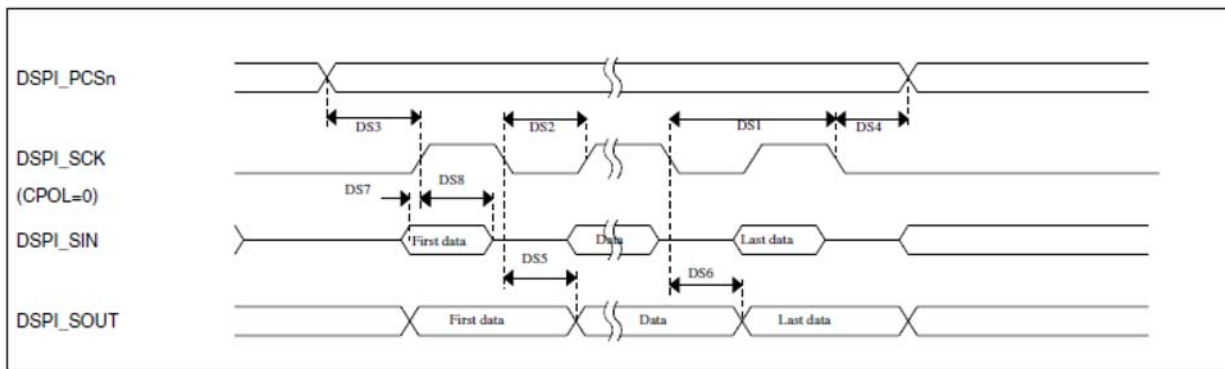 DSPI_PCSn
DS3
DS2
DS1
DS4
DSPI_SCK
(CPOL=0)
DS7
DS8
DSPI_SIN
First data
Data
Last data
DS5
DS6
DSPI_SOUT
First data
Data
Last data